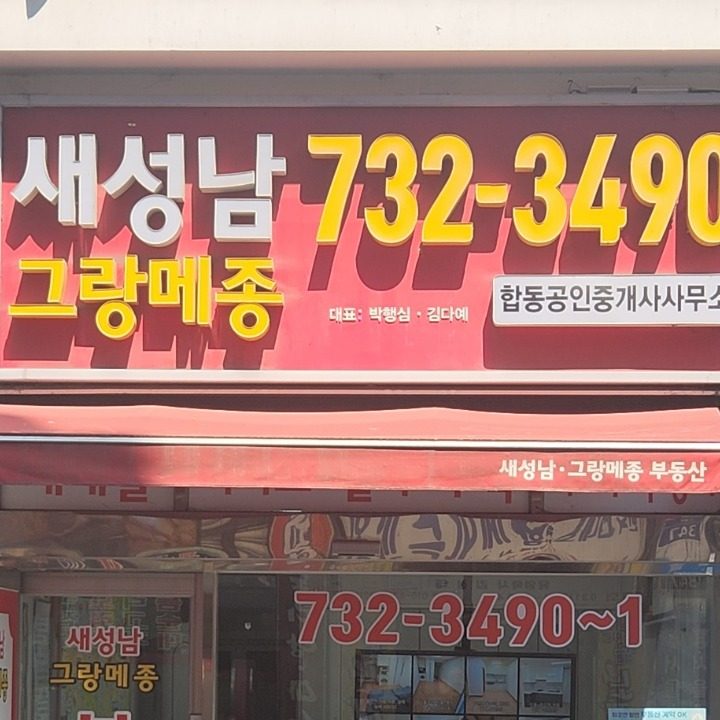 새성남 732-3490
그랑메종
대표: 박행심 · 김다예
합동공인중개사사무소
새성남·그랑메종 부동산
732-3490~1
새성남
그랑메종